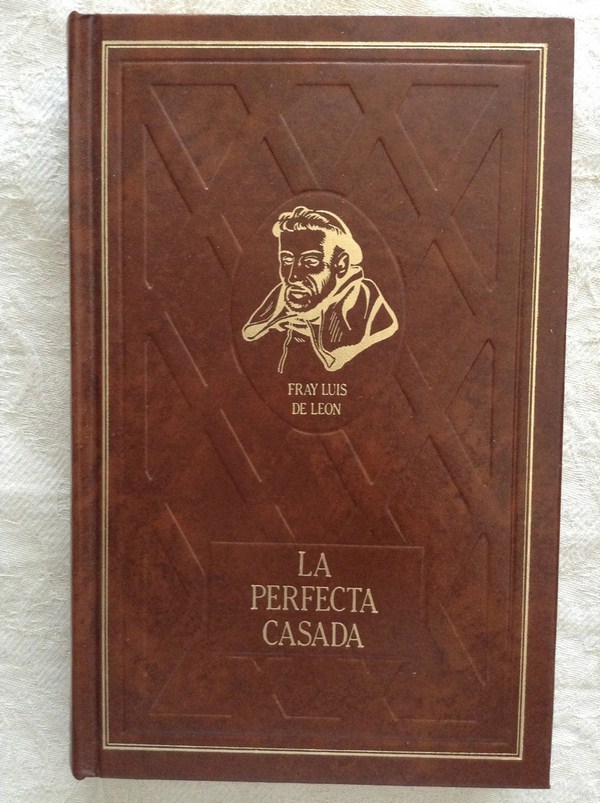 FRAY LUIS
DE LEON
LA
PERFECTA
CASADA